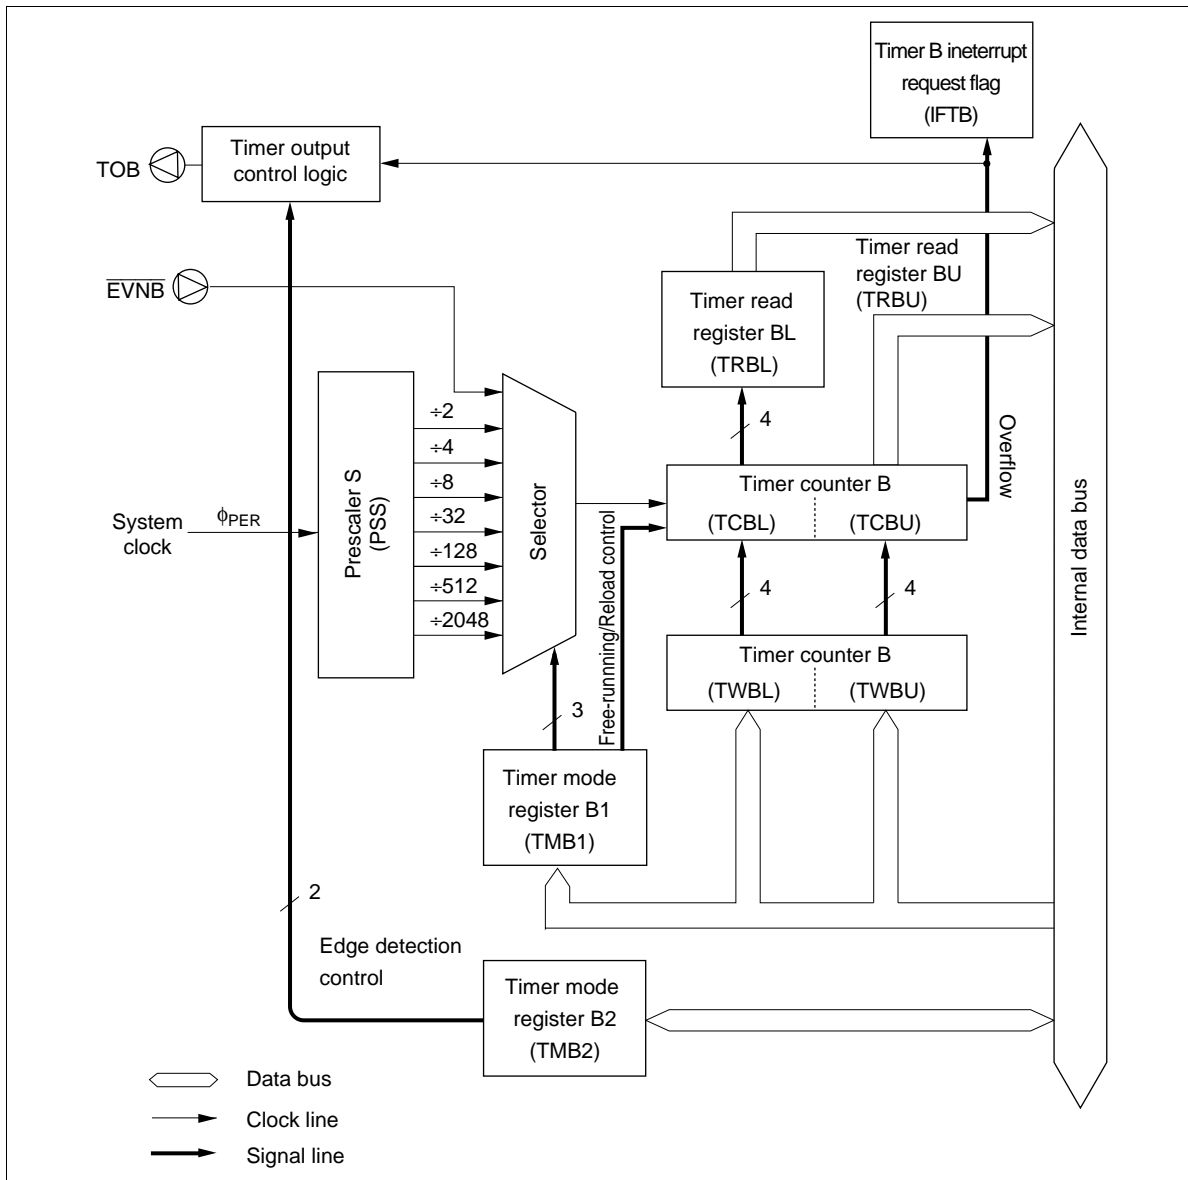 Timer B ineterrupt
request flag
(IFTB)
TOB
Timer output
control logic
EVNB
Timer read
register BU
(TRBU)
Timer read
register BL
(TRBL)
÷2
÷4
÷8
÷32
÷128
÷512
÷2048
Prescaler S
(PSS)
System
clock
ϕPER
Selector
4
Overflow
Timer counter B
(TCBL)
(TCBU)
Free-runnning/Reload control
4
4
Timer counter B
(TWBL)
(TWBU)
Internal data bus
3
Timer mode
register B1
(TMB1)
2
Edge detection
control
Timer mode
register B2
(TMB2)
Data bus
Clock line
Signal line